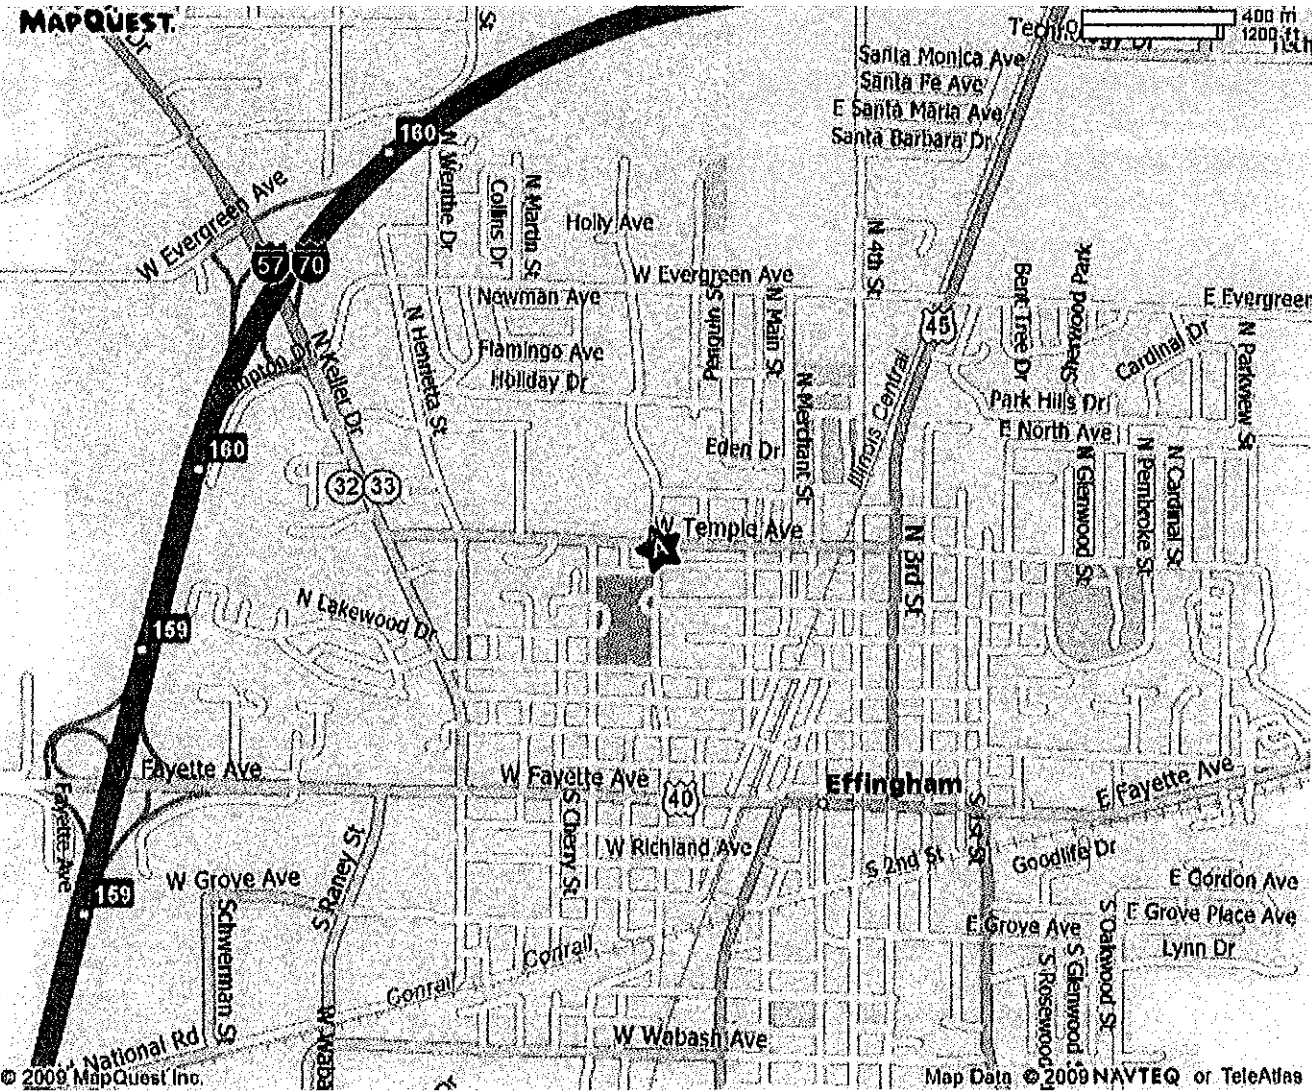 MAPQUEST.
400 m
1200 ft
Dr
S
Santa Monica Ave
Santa Fe Ave
E Santa Maria Ave
Santa Barbara Dr
160
N Wenthe Dr
Collins Dr
N Martin St
Holly Ave
W Evergreen Ave
57
70
N 4th St
W Evergreen Ave
Newman Ave
Flamingo Ave
Holiday Dr
N Henrietta St
N Keller Dr
N Main St
N Merchant St
Eden Dr
Illinois Central
45
Bent Tree Dr
Sherwood Park
E Evergreen
Cardinal Dr
N Parkview St
Park Hills Dr
E North Ave
N Glenwood St
N Pembroke St
N Cardinal St
160
32
33
W Temple Ave
A
N 3rd St
N Lakewood Dr
159
Fayette Ave
W Fayette Ave
40
Effingham
E Fayette Ave
Fayette Ave
S Cherry St
W Richland Ave
S 1st St
S 2nd St
Goodlife Dr
159
W Grove Ave
S Raney St
Schwerman St
E Gordon Ave
E Grove Place Ave
E Grove Ave
Lynn Dr
S Oakwood St
S Glenwood
S Rosewood
Conrail
Conrail
National Rd
W Waba
W Wabash Ave
© 2009 MapQuest Inc.
Map Data © 2009 NAVTEQ or TeleAtlas